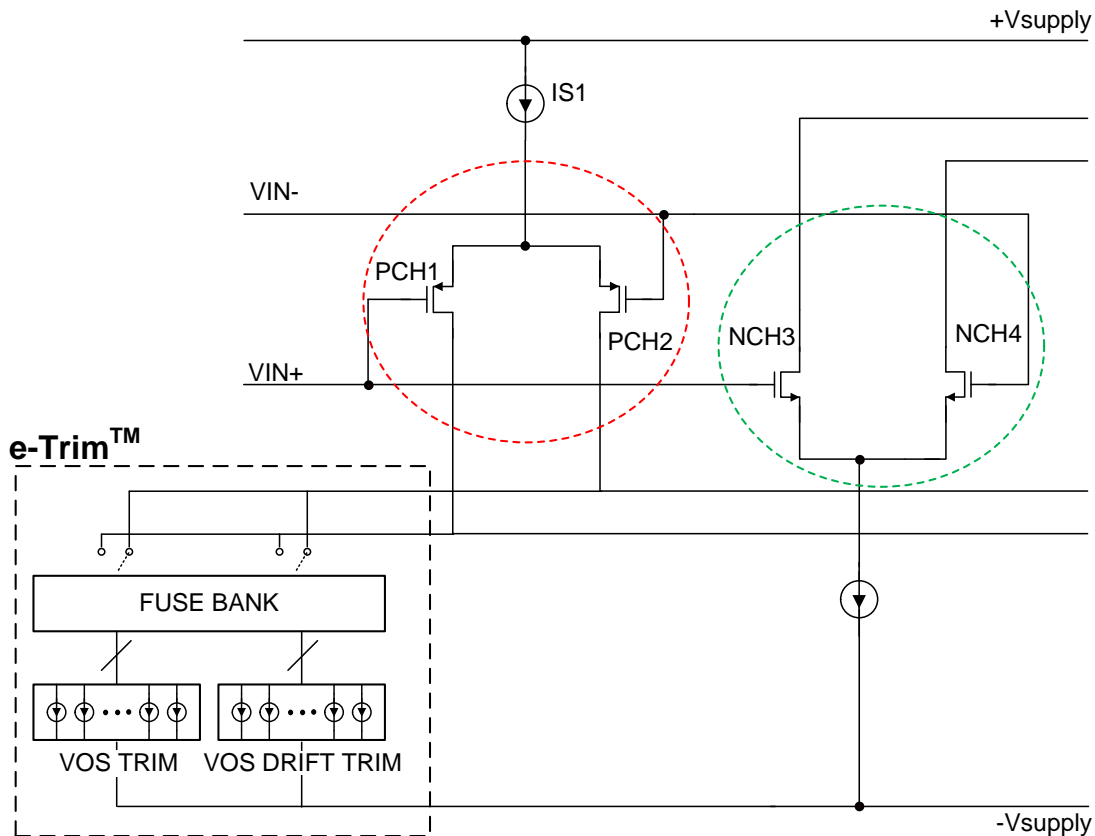 +Vsupply
IS1
VIN-
PCH1
PCH2
NCH3
NCH4
VIN+
e-Trim™
FUSE BANK
VOS TRIM
VOS DRIFT TRIM
-Vsupply